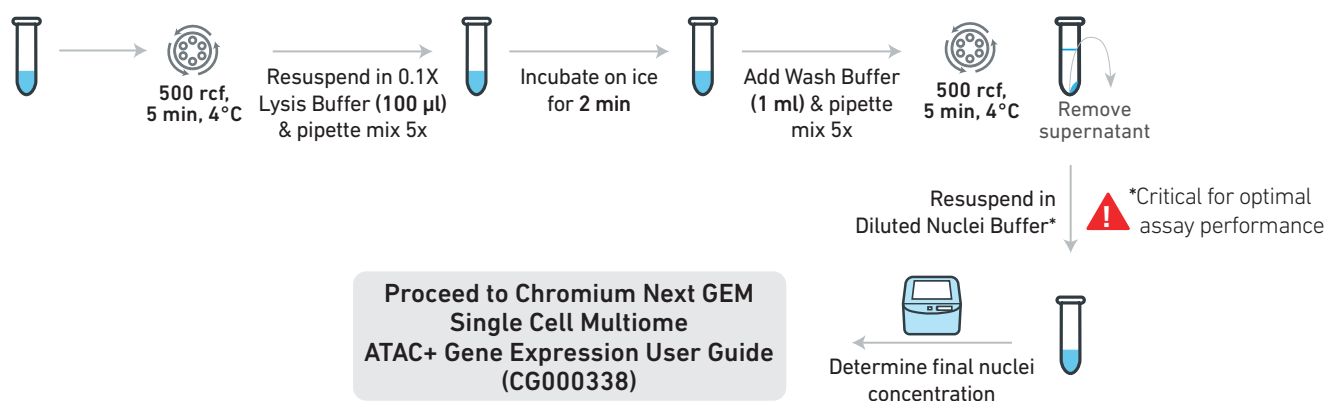 500 rcf,
5 min, 4°C
Resuspend in 0.1X
Lysis Buffer (100 µl)
& pipette mix 5x
Incubate on ice
for 2 min
Add Wash Buffer
(1 ml) & pipette
mix 5x
500 rcf,
5 min, 4°C
Remove
supernatant
Resuspend in
Diluted Nuclei Buffer*
!
*Critical for optimal
assay performance
Determine final nuclei
concentration
Proceed to Chromium Next GEM
Single Cell Multiome
ATAC+ Gene Expression User Guide
(CG000338)